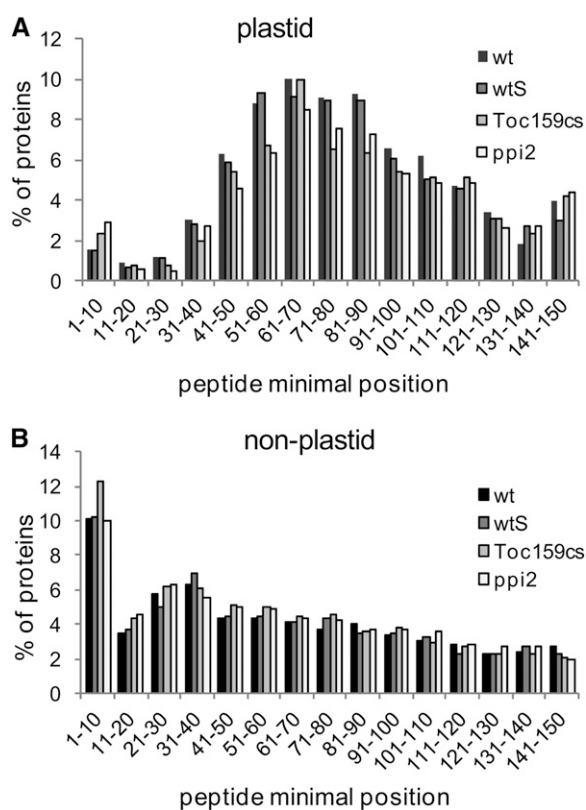 A
plastid
% of proteins
12
10
8
6
4
2
0
wt
wtS
Toc159cs
ppi2
1-10
11-20
21-30
31-40
41-50
51-60
61-70
71-80
81-90
91-100
101-110
111-120
121-130
131-140
141-150
peptide minimal position
B
non-plastid
% of proteins
14
12
10
8
6
4
2
0
wt
wtS
Toc159cs
ppi2
1-10
11-20
21-30
31-40
41-50
51-60
61-70
71-80
81-90
91-100
101-110
111-120
121-130
131-140
141-150
peptide minimal position